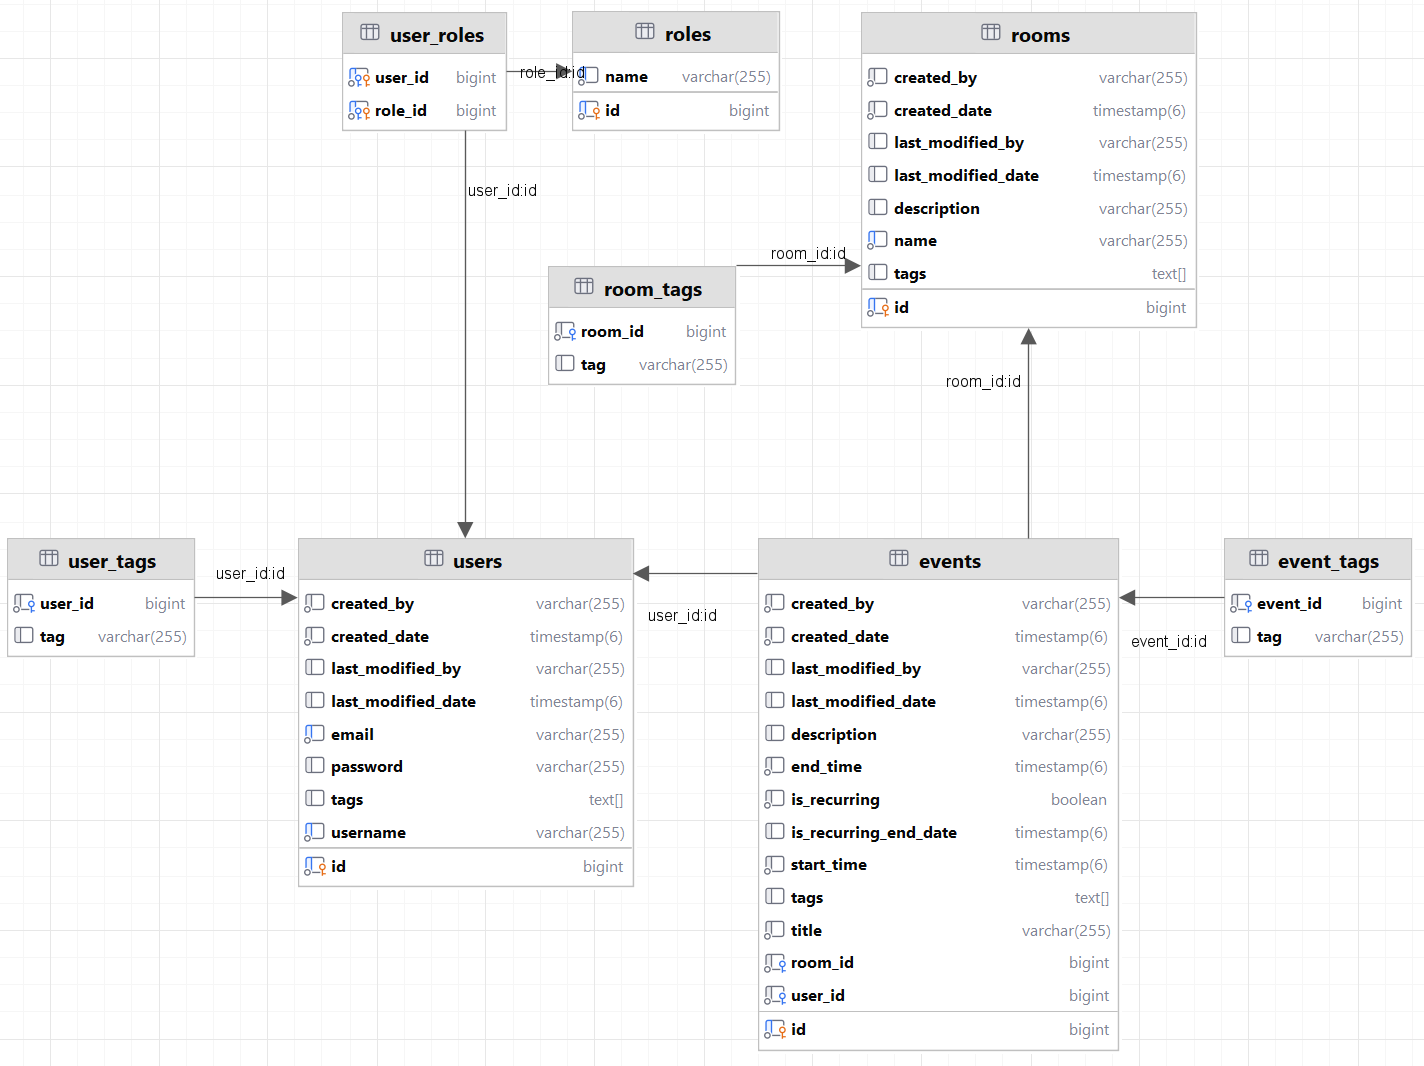 user_roles
user_id bigint
role_id bigint
role_id:id
roles
name varchar(255)
id bigint
rooms
created_by varchar(255)
created_date timestamp(6)
last_modified_by varchar(255)
last_modified_date timestamp(6)
description varchar(255)
name varchar(255)
tags text[]
id bigint
user_id:id
room_id:id
room_tags
room_id bigint
tag varchar(255)
room_id:id
user_tags
user_id bigint
tag varchar(255)
user_id:id
users
created_by varchar(255)
created_date timestamp(6)
last_modified_by varchar(255)
last_modified_date timestamp(6)
email varchar(255)
password varchar(255)
tags text[]
username varchar(255)
id bigint
user_id:id
events
created_by varchar(255)
created_date timestamp(6)
last_modified_by varchar(255)
last_modified_date timestamp(6)
description varchar(255)
end_time timestamp(6)
is_recurring boolean
is_recurring_end_date timestamp(6)
start_time timestamp(6)
tags text[]
title varchar(255)
room_id bigint
user_id bigint
id bigint
event_id:id
event_tags
event_id bigint
tag varchar(255)